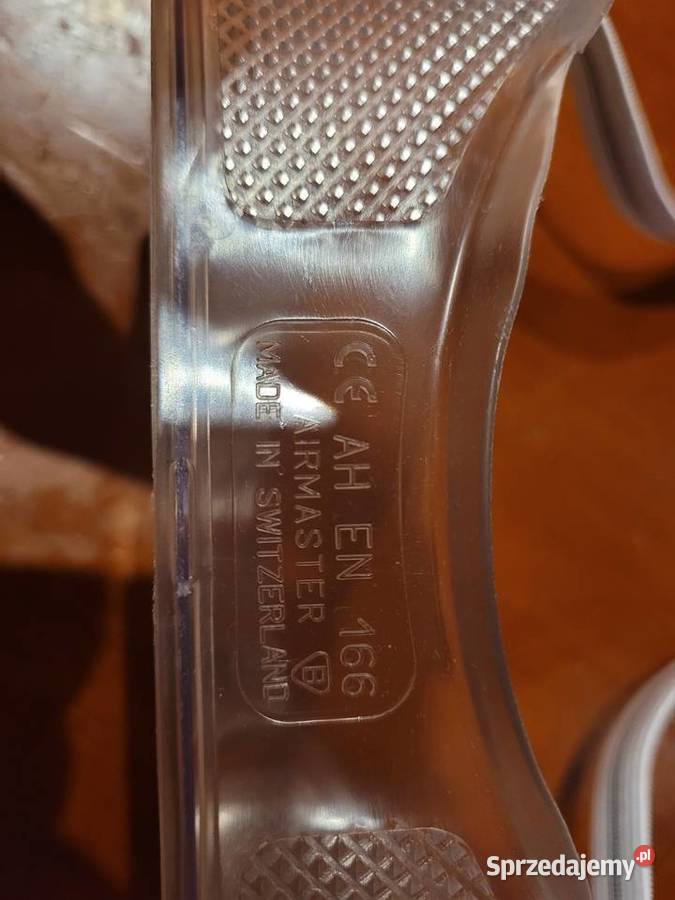 CE AH EN 166
AIRMASTER B
MADE IN SWITZERLAND
Sprzedajemy.pl